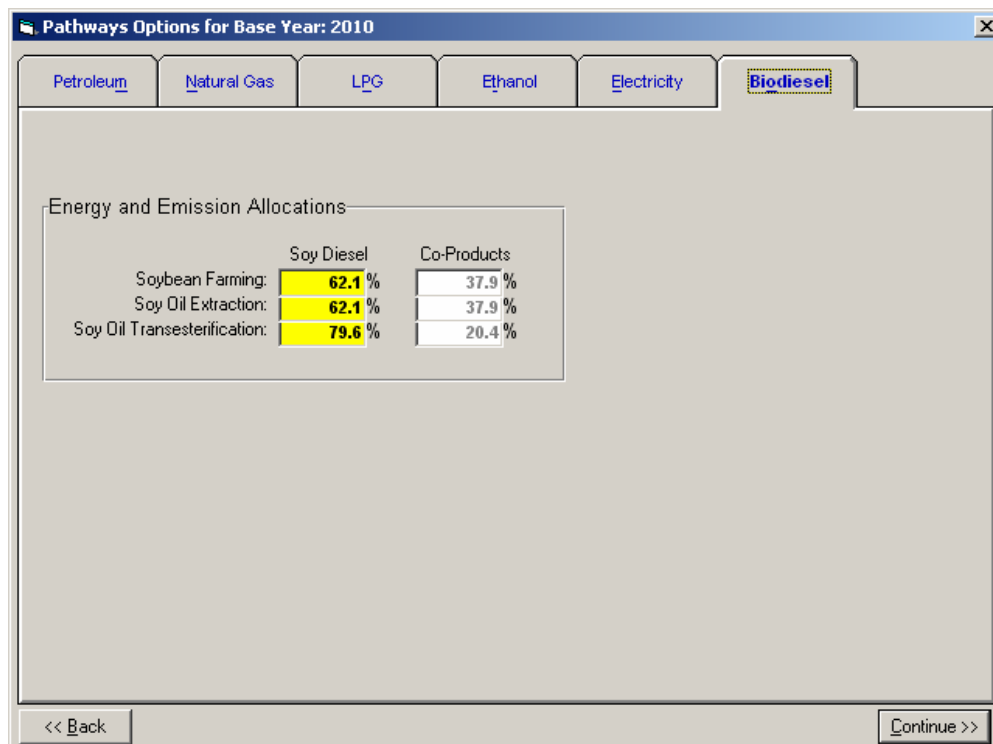 Pathways Options for Base Year: 2010
Petroleum Natural Gas LPG Ethanol Electricity Biodiesel
Energy and Emission Allocations
Soy Diesel Co-Products
Soybean Farming: 62.1 % 37.9 %
Soy Oil Extraction: 62.1 % 37.9 %
Soy Oil Transesterification: 79.6 % 20.4 %
<< Back Continue >>